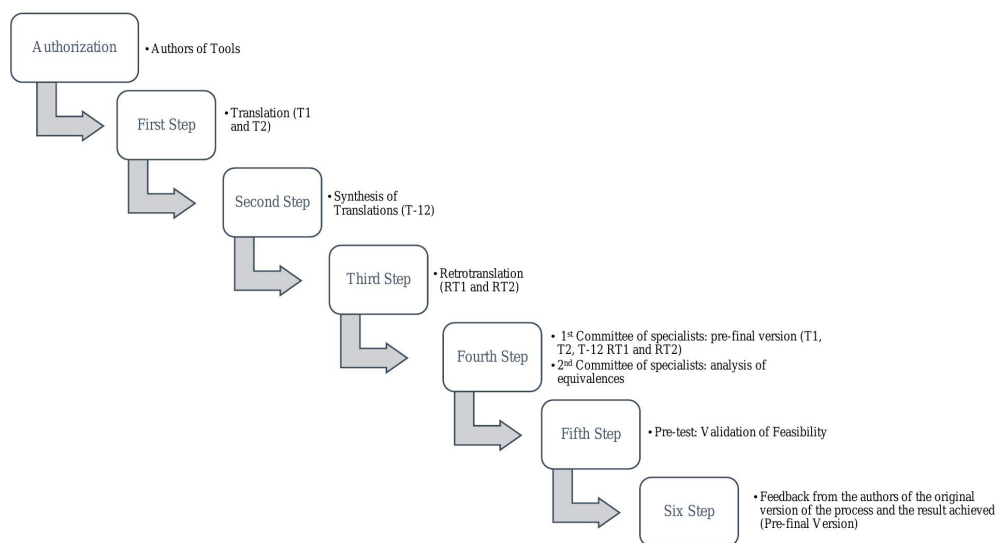 Authorization
• Authors of Tools
First Step
• Translation (T1
and T2)
Second Step
• Synthesis of
Translations (T-12)
Third Step
• Retrotranslation
(RT1 and RT2)
Fourth Step
• 1st Committee of specialists: pre-final version (T1,
T2, T-12 RT1 and RT2)
• 2nd Committee of specialists: analysis of
equivalences
Fifth Step
• Pre-test: Validation of Feasibility
Six Step
• Feedback from the authors of the original
version of the process and the result achieved
(Pre-final Version)